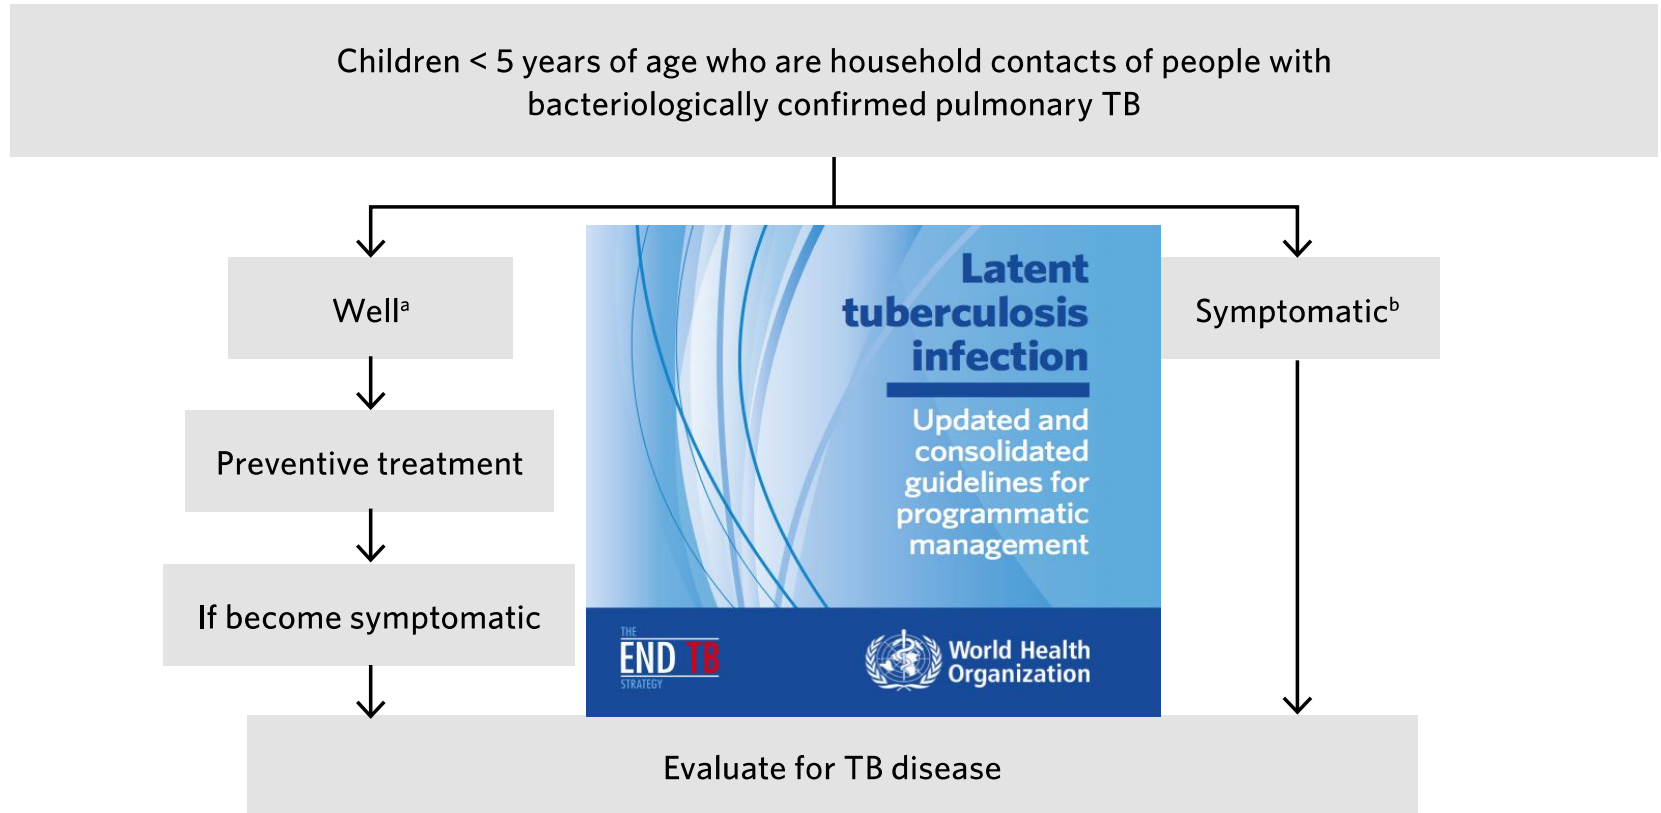 Children < 5 years of age who are household contacts of people with
bacteriologically confirmed pulmonary TB
Wellᵃ
Symptomaticᵇ
Preventive treatment
If become symptomatic
Latent
tuberculosis
infection
Updated and
consolidated
guidelines for
programmatic
management
THE
END TB
STRATEGY
World Health
Organization
Evaluate for TB disease